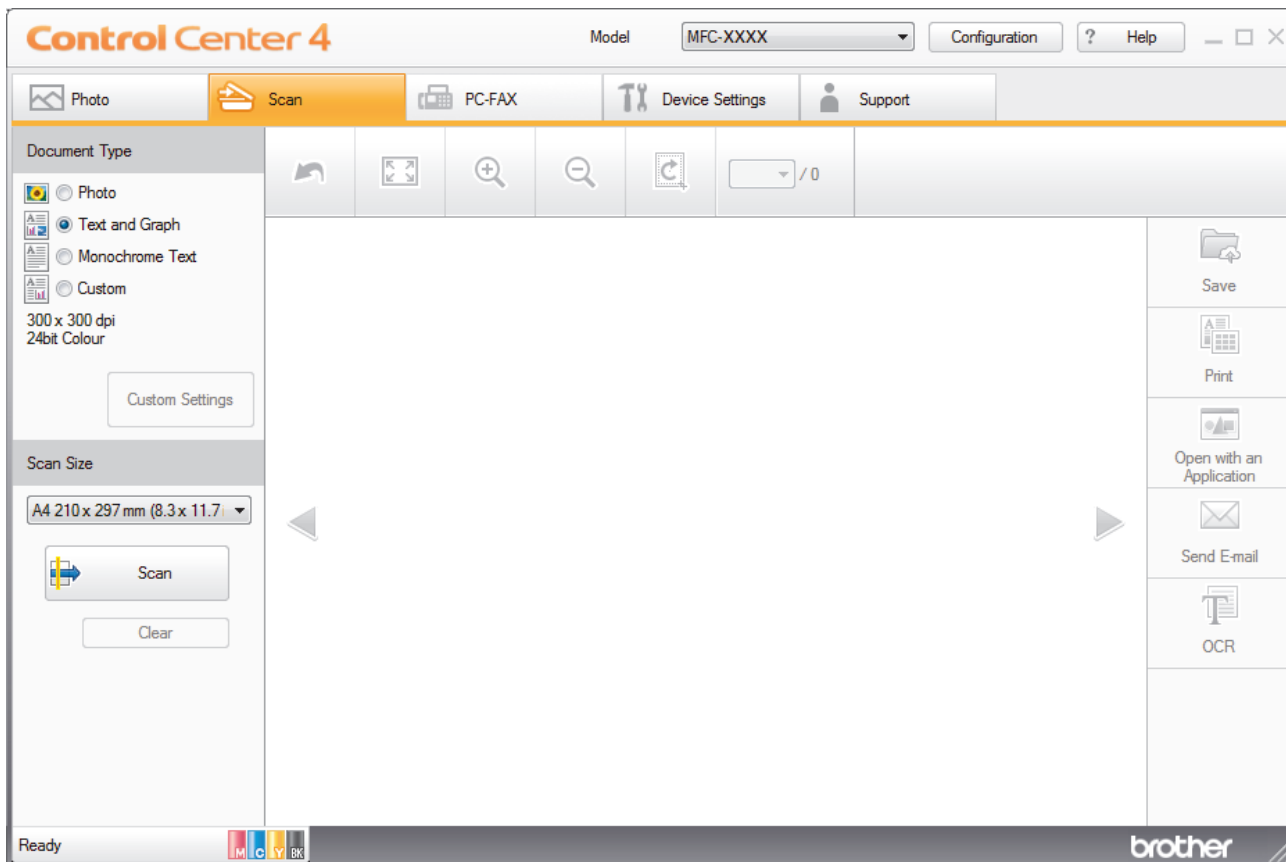 Control Center 4
Model
MFC-XXXX
Configuration
? Help
Photo
Scan
PC-FAX
Device Settings
Support
Document Type
Photo
Text and Graph
Monochrome Text
Custom
300 x 300 dpi
24bit Colour
Custom Settings
Scan Size
A4 210 x 297 mm (8.3 x 11.7
Scan
Clear
/ 0
Save
Print
Open with an
Application
Send E-mail
OCR
Ready
M C Y BK
brother